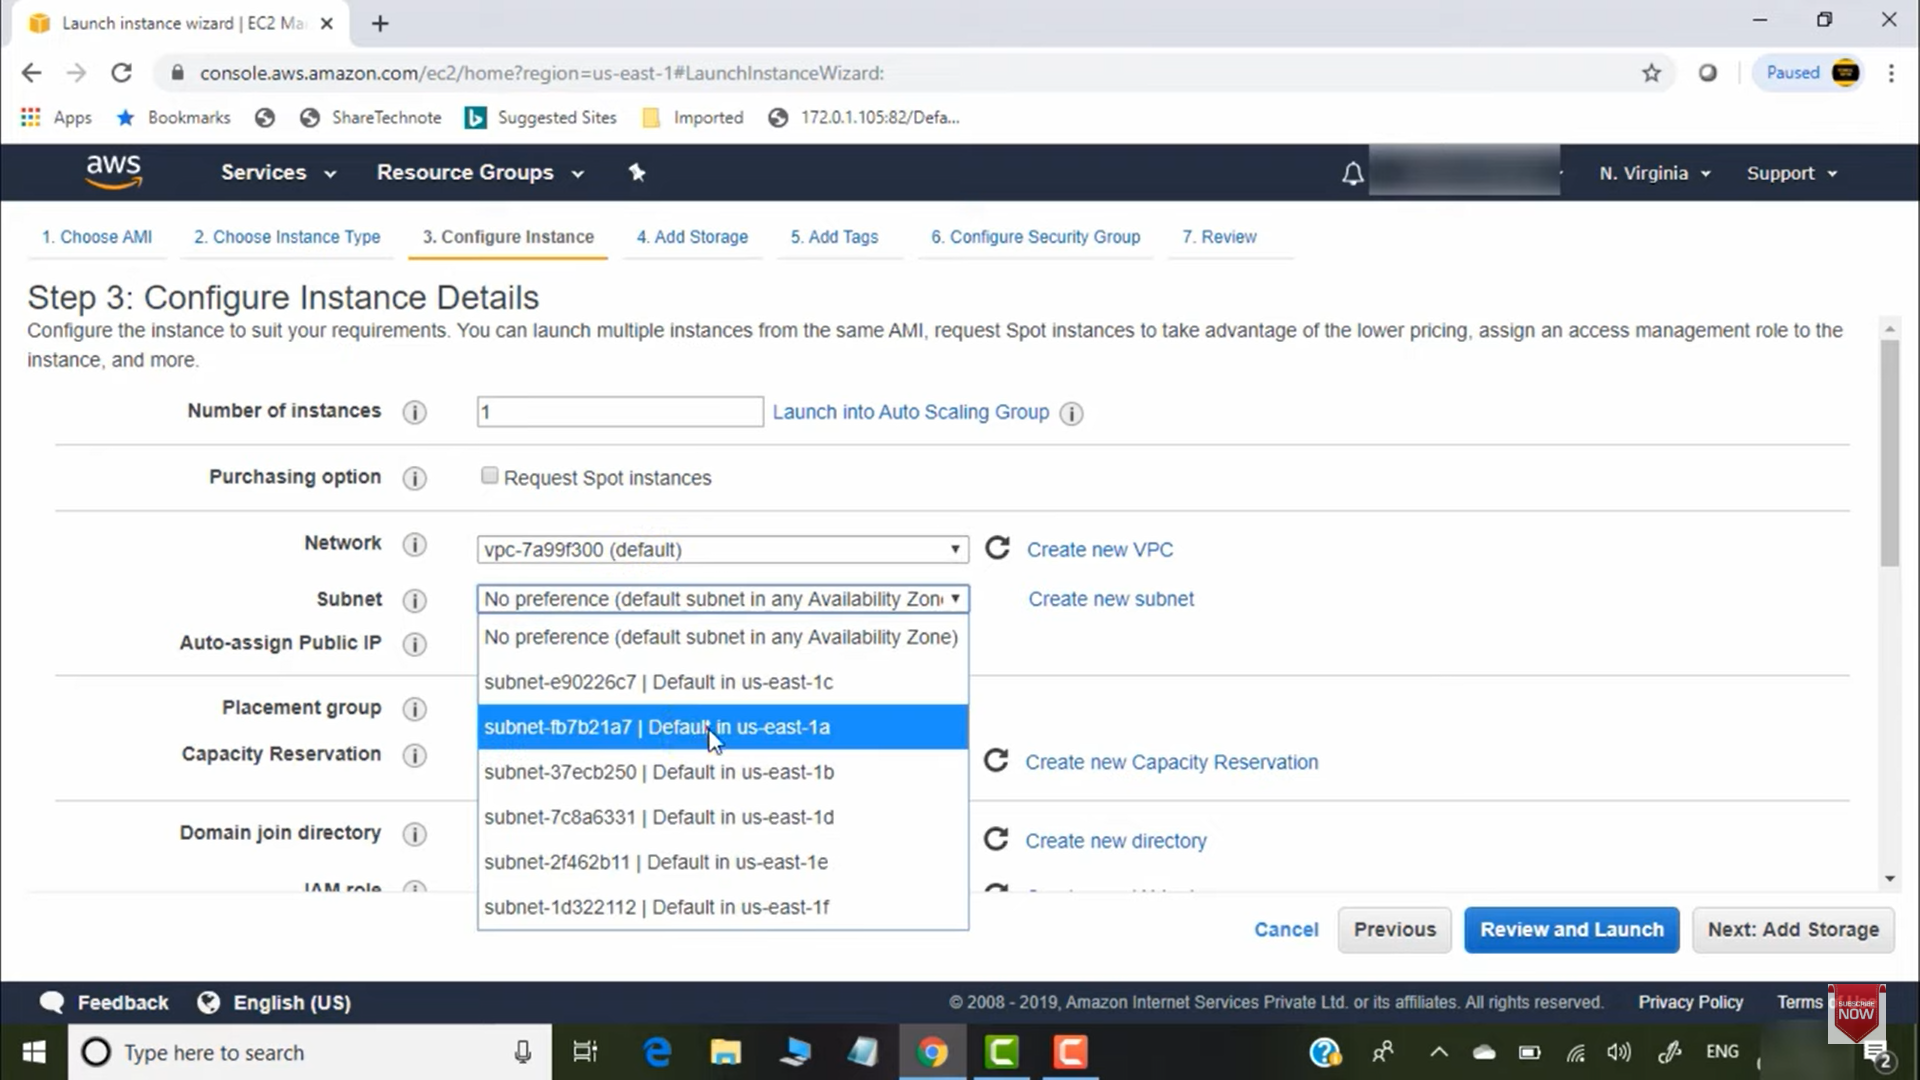 Launch instance wizard | EC2 Ma
console.aws.amazon.com/ec2/home?region=us-east-1#LaunchInstanceWizard:
Paused
Apps
Bookmarks
ShareTechnote
Suggested Sites
Imported
172.0.1.105:82/Defa...
aws
Services
Resource Groups
N. Virginia
Support
1. Choose AMI
2. Choose Instance Type
3. Configure Instance
4. Add Storage
5. Add Tags
6. Configure Security Group
7. Review
Step 3: Configure Instance Details
Configure the instance to suit your requirements. You can launch multiple instances from the same AMI, request Spot instances to take advantage of the lower pricing, assign an access management role to the
instance, and more.
Number of instances
1
Launch into Auto Scaling Group
Purchasing option
Request Spot instances
Network
vpc-7a99f300 (default)
Create new VPC
Subnet
No preference (default subnet in any Availability Zon
Create new subnet
No preference (default subnet in any Availability Zone)
Auto-assign Public IP
subnet-e90226c7 | Default in us-east-1c
Placement group
subnet-fb7b21a7 | Default in us-east-1a
Capacity Reservation
subnet-37ecb250 | Default in us-east-1b
Create new Capacity Reservation
subnet-7c8a6331 | Default in us-east-1d
Domain join directory
Create new directory
subnet-2f462b11 | Default in us-east-1e
IAM role
subnet-1d322112 | Default in us-east-1f
Cancel
Previous
Review and Launch
Next: Add Storage
Feedback
English (US)
© 2008 - 2019, Amazon Internet Services Private Ltd. or its affiliates. All rights reserved.
Privacy Policy
Terms
SUBSCRIBE
NOW
Type here to search
ENG
2